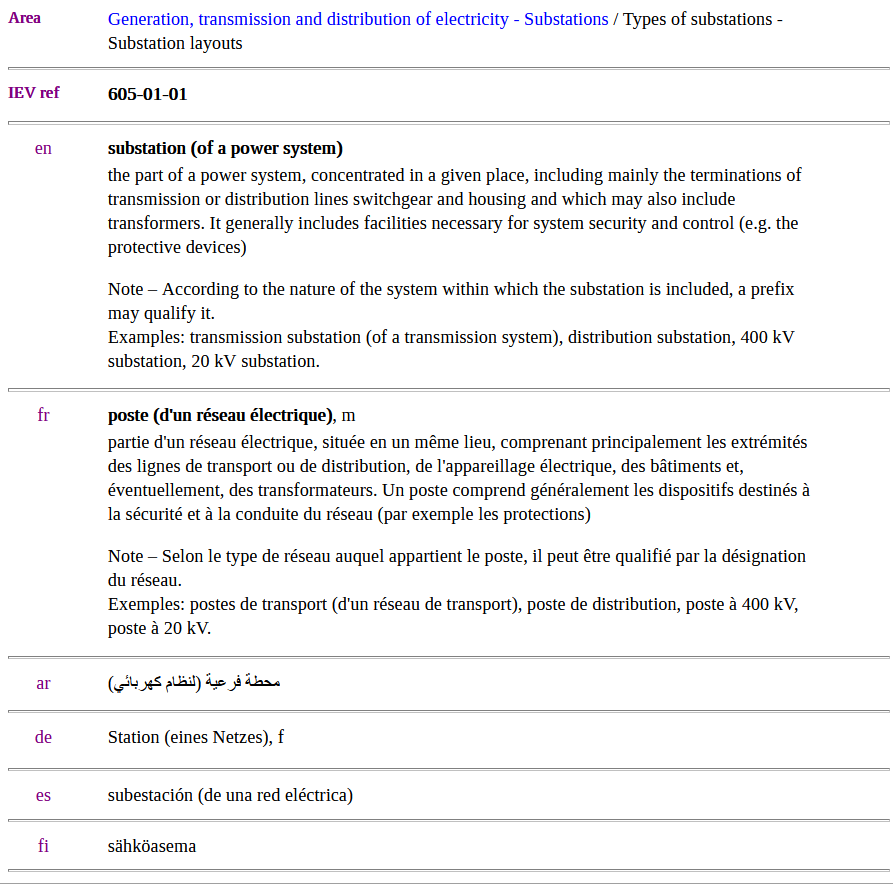 Area Generation, transmission and distribution of electricity - Substations / Types of substations -
Substation layouts
IEV ref 605-01-01
en substation (of a power system)
the part of a power system, concentrated in a given place, including mainly the terminations of
transmission or distribution lines switchgear and housing and which may also include
transformers. It generally includes facilities necessary for system security and control (e.g. the
protective devices)
Note – According to the nature of the system within which the substation is included, a prefix
may qualify it.
Examples: transmission substation (of a transmission system), distribution substation, 400 kV
substation, 20 kV substation.
fr poste (d'un réseau électrique), m
partie d'un réseau électrique, située en un même lieu, comprenant principalement les extrémités
des lignes de transport ou de distribution, de l'appareillage électrique, des bâtiments et,
éventuellement, des transformateurs. Un poste comprend généralement les dispositifs destinés à
la sécurité et à la conduite du réseau (par exemple les protections)
Note – Selon le type de réseau auquel appartient le poste, il peut être qualifié par la désignation
du réseau.
Exemples: postes de transport (d'un réseau de transport), poste de distribution, poste à 400 kV,
poste à 20 kV.
ar محطة فرعية (لنظام كهربائي)
de Station (eines Netzes), f
es subestación (de una red eléctrica)
fi sähköasema